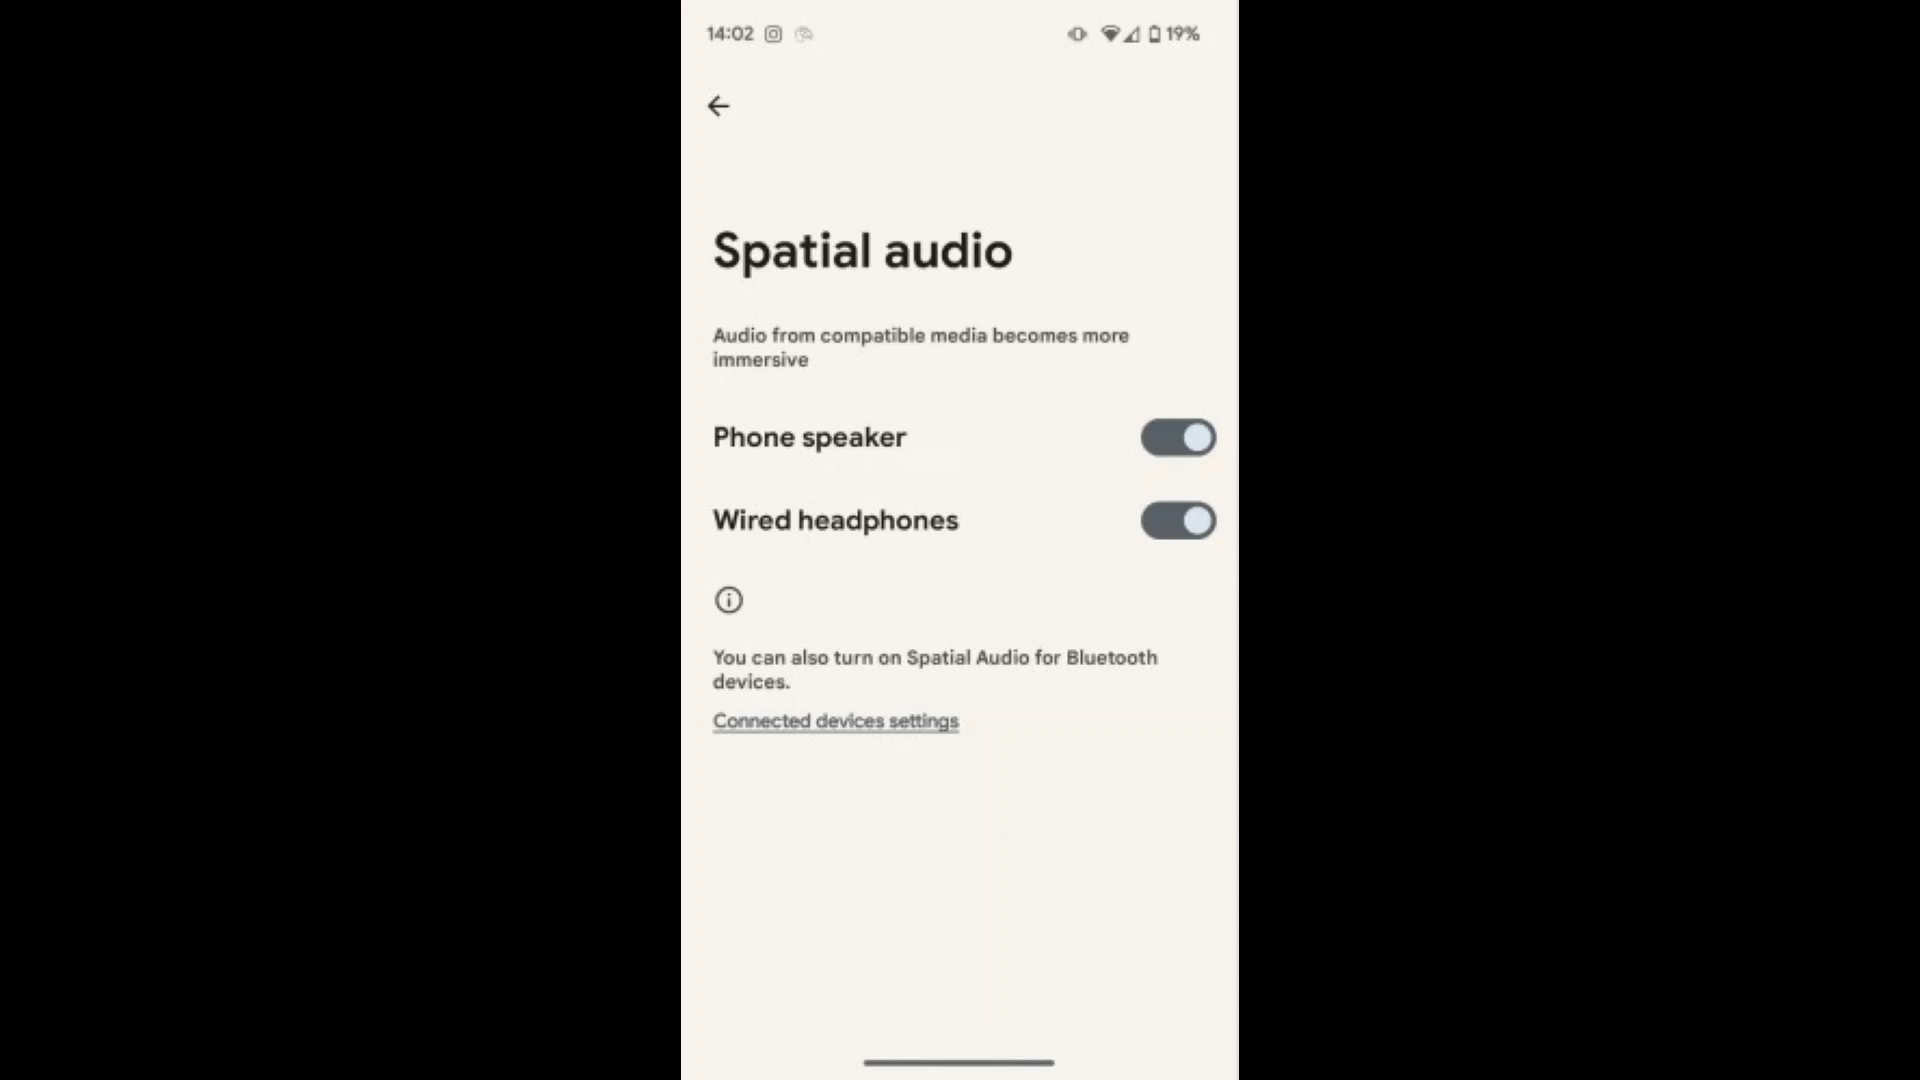 14:02 19%
Spatial audio
Audio from compatible media becomes more
immersive
Phone speaker
Wired headphones
You can also turn on Spatial Audio for Bluetooth
devices.
Connected devices settings